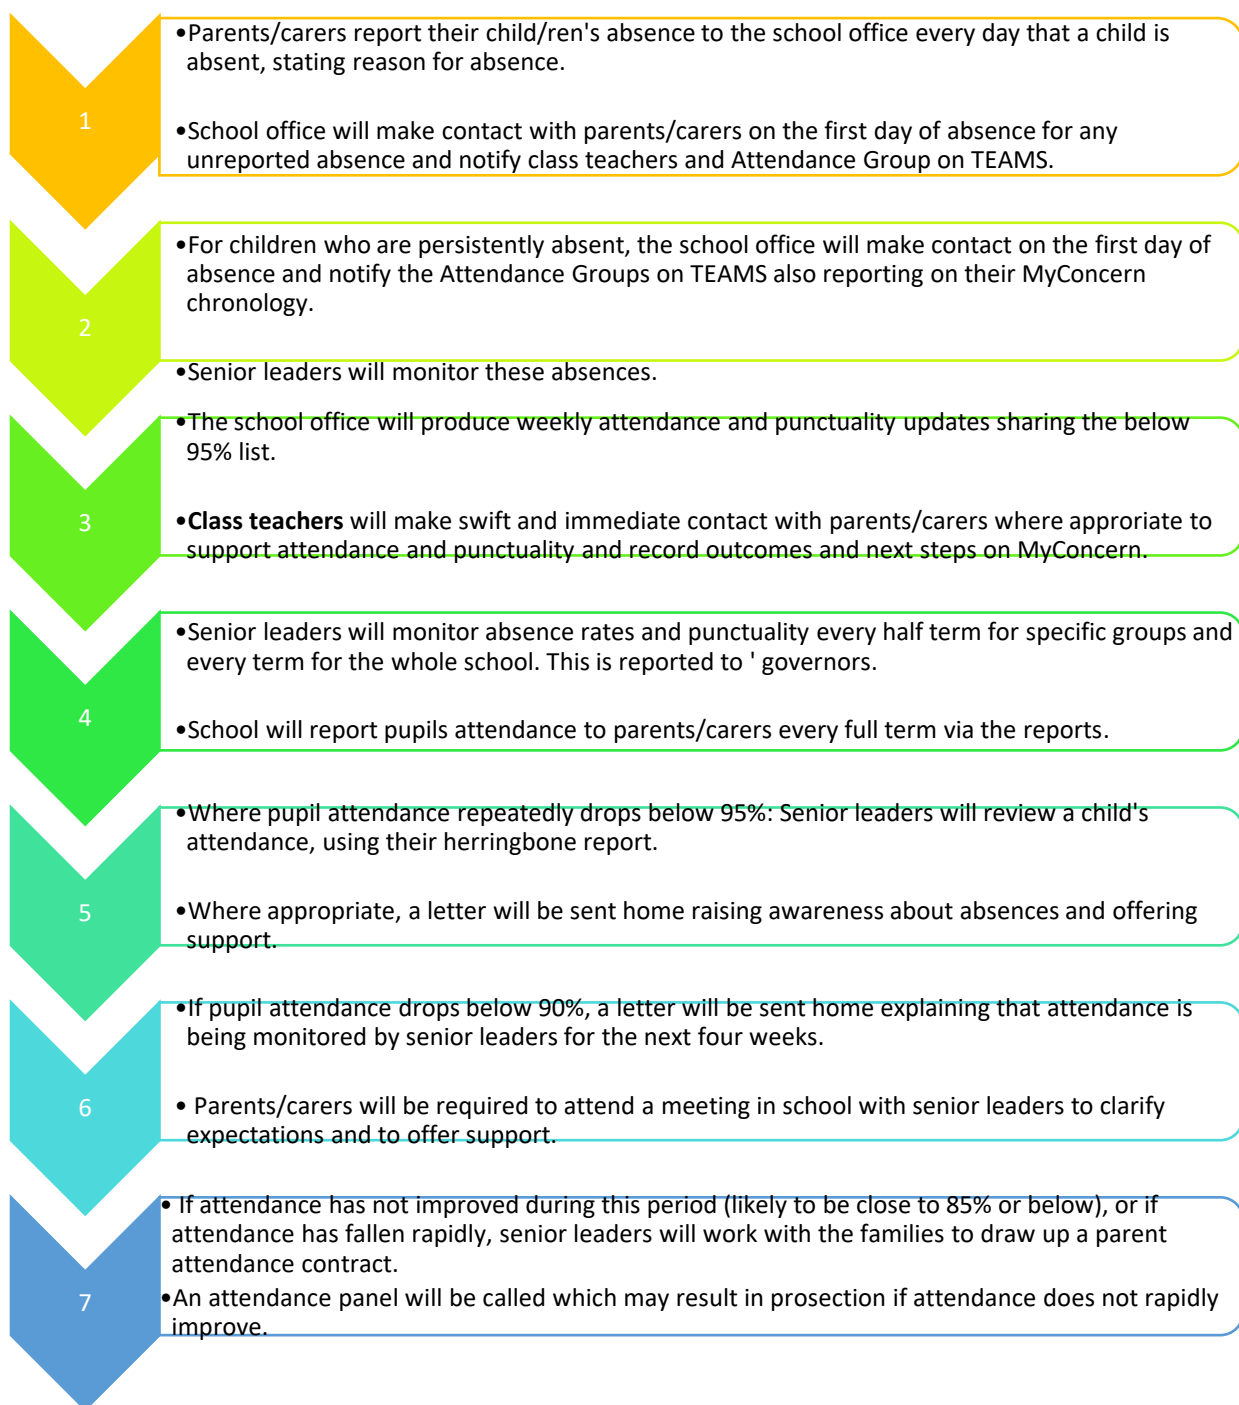 1
•Parents/carers report their child/ren's absence to the school office every day that a child is
absent, stating reason for absence.
•School office will make contact with parents/carers on the first day of absence for any
unreported absence and notify class teachers and Attendance Group on TEAMS.
2
•For children who are persistently absent, the school office will make contact on the first day of
absence and notify the Attendance Groups on TEAMS also reporting on their MyConcern
chronology.
•Senior leaders will monitor these absences.
3
•The school office will produce weekly attendance and punctuality updates sharing the below
95% list.
•Class teachers will make swift and immediate contact with parents/carers where approriate to
support attendance and punctuality and record outcomes and next steps on MyConcern.
4
•Senior leaders will monitor absence rates and punctuality every half term for specific groups and
every term for the whole school. This is reported to ' governors.
•School will report pupils attendance to parents/carers every full term via the reports.
5
•Where pupil attendance repeatedly drops below 95%: Senior leaders will review a child's
attendance, using their herringbone report.
•Where appropriate, a letter will be sent home raising awareness about absences and offering
support.
6
•If pupil attendance drops below 90%, a letter will be sent home explaining that attendance is
being monitored by senior leaders for the next four weeks.
• Parents/carers will be required to attend a meeting in school with senior leaders to clarify
expectations and to offer support.
7
• If attendance has not improved during this period (likely to be close to 85% or below), or if
attendance has fallen rapidly, senior leaders will work with the families to draw up a parent
attendance contract.
•An attendance panel will be called which may result in prosection if attendance does not rapidly
improve.